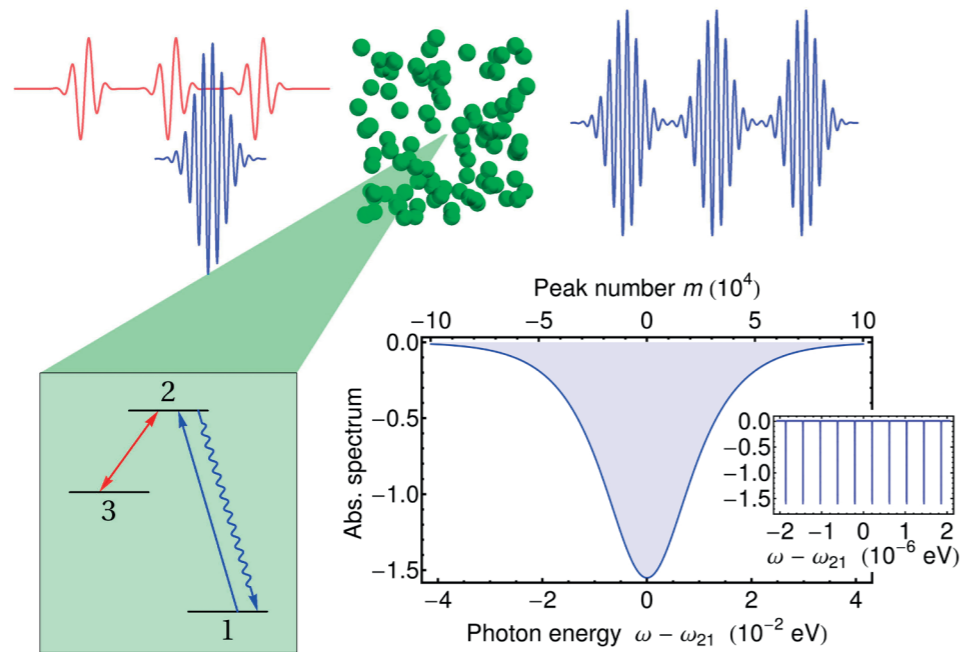 Peak number m (10⁴)
−10 −5 0 5 10
0.0
−0.5
−1.0
−1.5
Abs. spectrum
−4 −2 0 2 4
Photon energy ω − ω₂₁ (10⁻² eV)
0.0
−0.5
−1.0
−1.5
−2 −1 0 1 2
ω − ω₂₁ (10⁻⁶ eV)
2
3
1